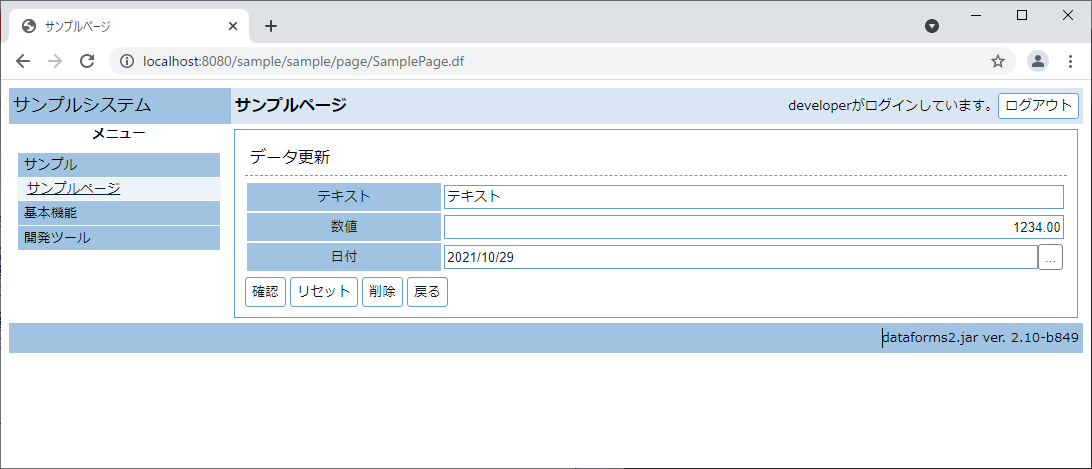 サンプルページ
localhost:8080/sample/sample/page/SamplePage.df
サンプルシステム
サンプルページ
developerがログインしています。 ログアウト
メニュー
サンプル
サンプルページ
基本機能
開発ツール
データ更新
テキスト テキスト
数値 1234.00
日付 2021/10/29 ...
確認 リセット 削除 戻る
dataforms2.jar ver. 2.10-b849